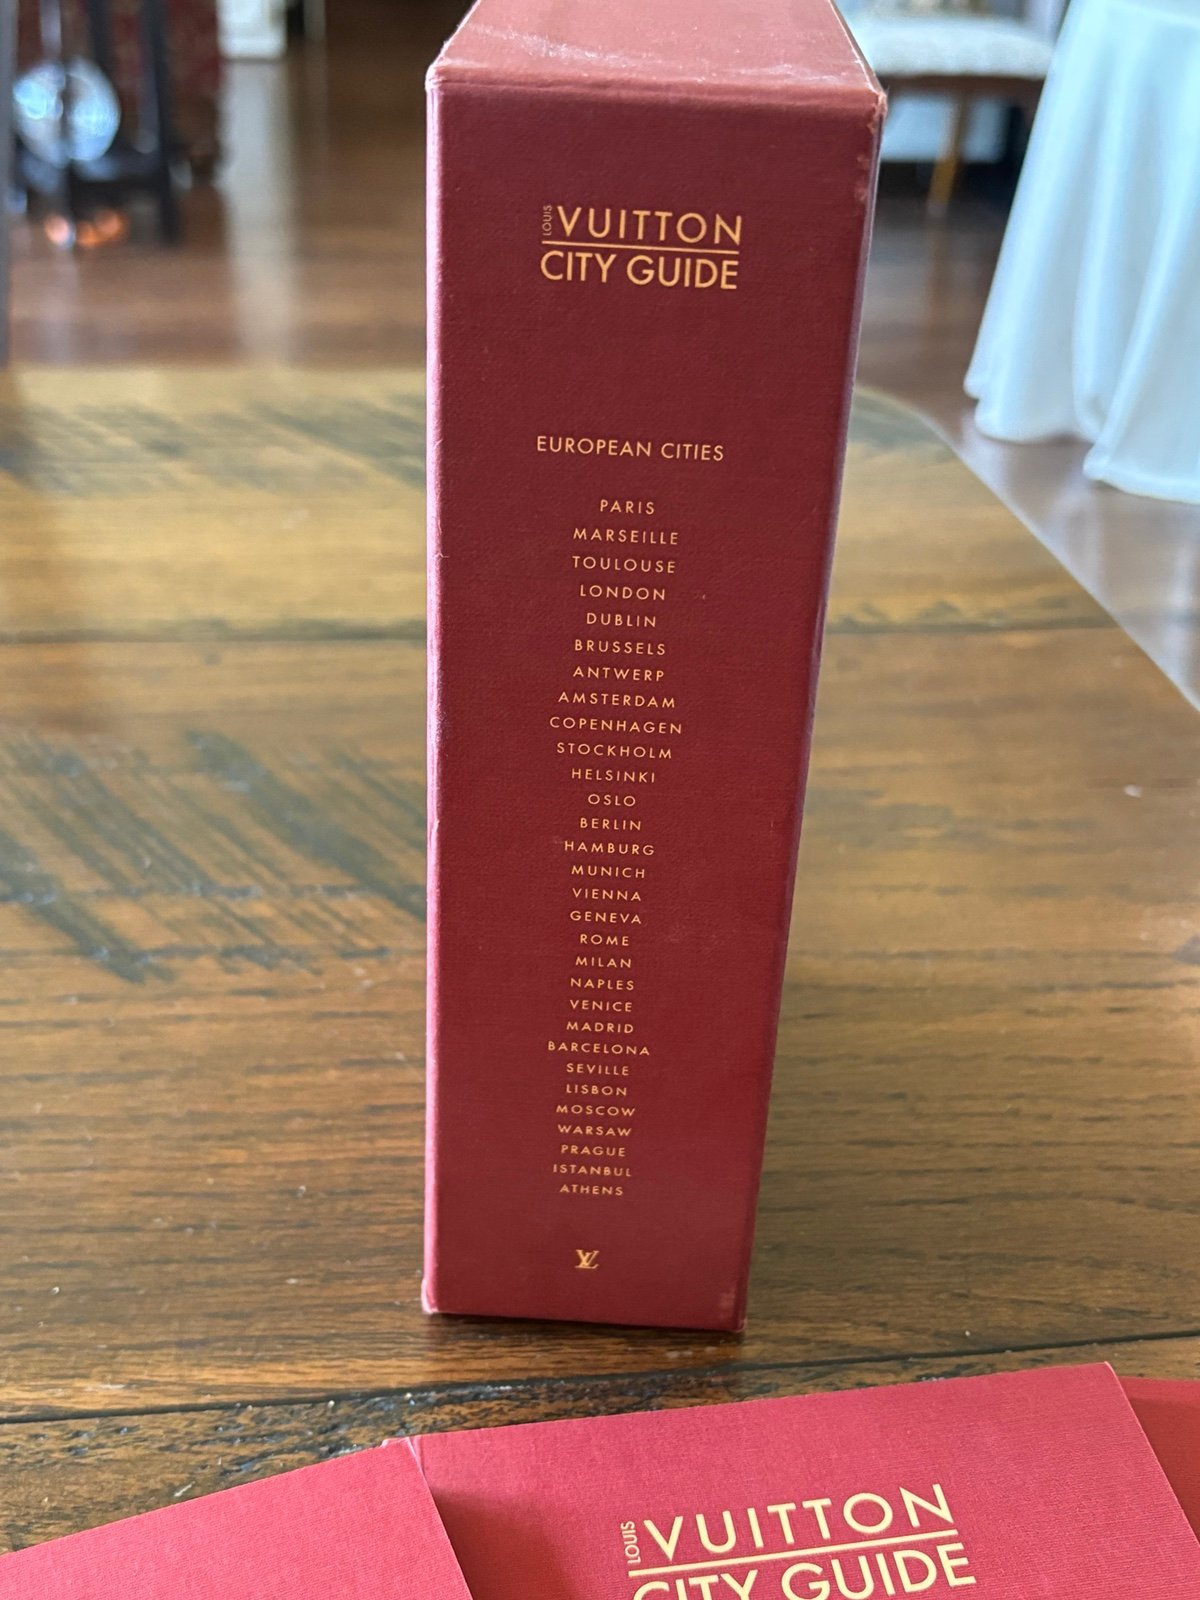 LOUIS VUITTON
CITY GUIDE
EUROPEAN CITIES
PARIS
MARSEILLE
TOULOUSE
LONDON
DUBLIN
BRUSSELS
ANTWERP
AMSTERDAM
COPENHAGEN
STOCKHOLM
HELSINKI
OSLO
BERLIN
HAMBURG
MUNICH
VIENNA
GENEVA
ROME
MILAN
NAPLES
VENICE
MADRID
BARCELONA
SEVILLE
LISBON
MOSCOW
WARSAW
PRAGUE
ISTANBUL
ATHENS
LV
LOUIS VUITTON
CITY GUIDE